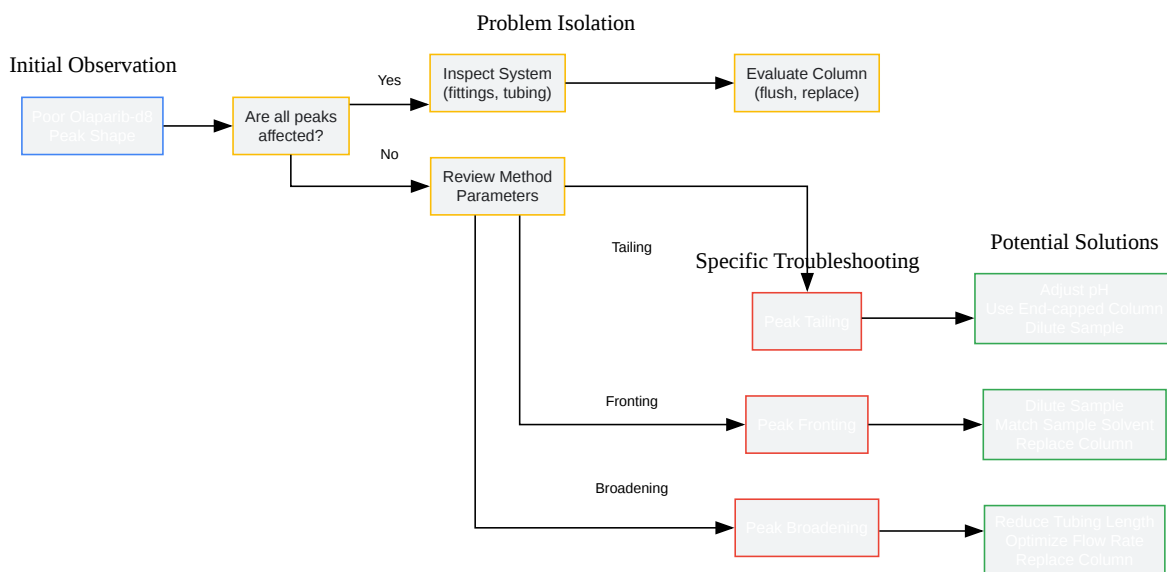 Problem Isolation
Initial Observation
Poor Olaparib-d8
Peak Shape
Are all peaks
affected?
Yes
Inspect System
(fittings, tubing)
Evaluate Column
(flush, replace)
No
Review Method
Parameters
Tailing
Specific Troubleshooting
Potential Solutions
Peak Tailing
Adjust pH
Use End-capped Column
Dilute Sample
Fronting
Peak Fronting
Dilute Sample
Match Sample Solvent
Replace Column
Broadening
Peak Broadening
Reduce Tubing Length
Optimize Flow Rate
Replace Column